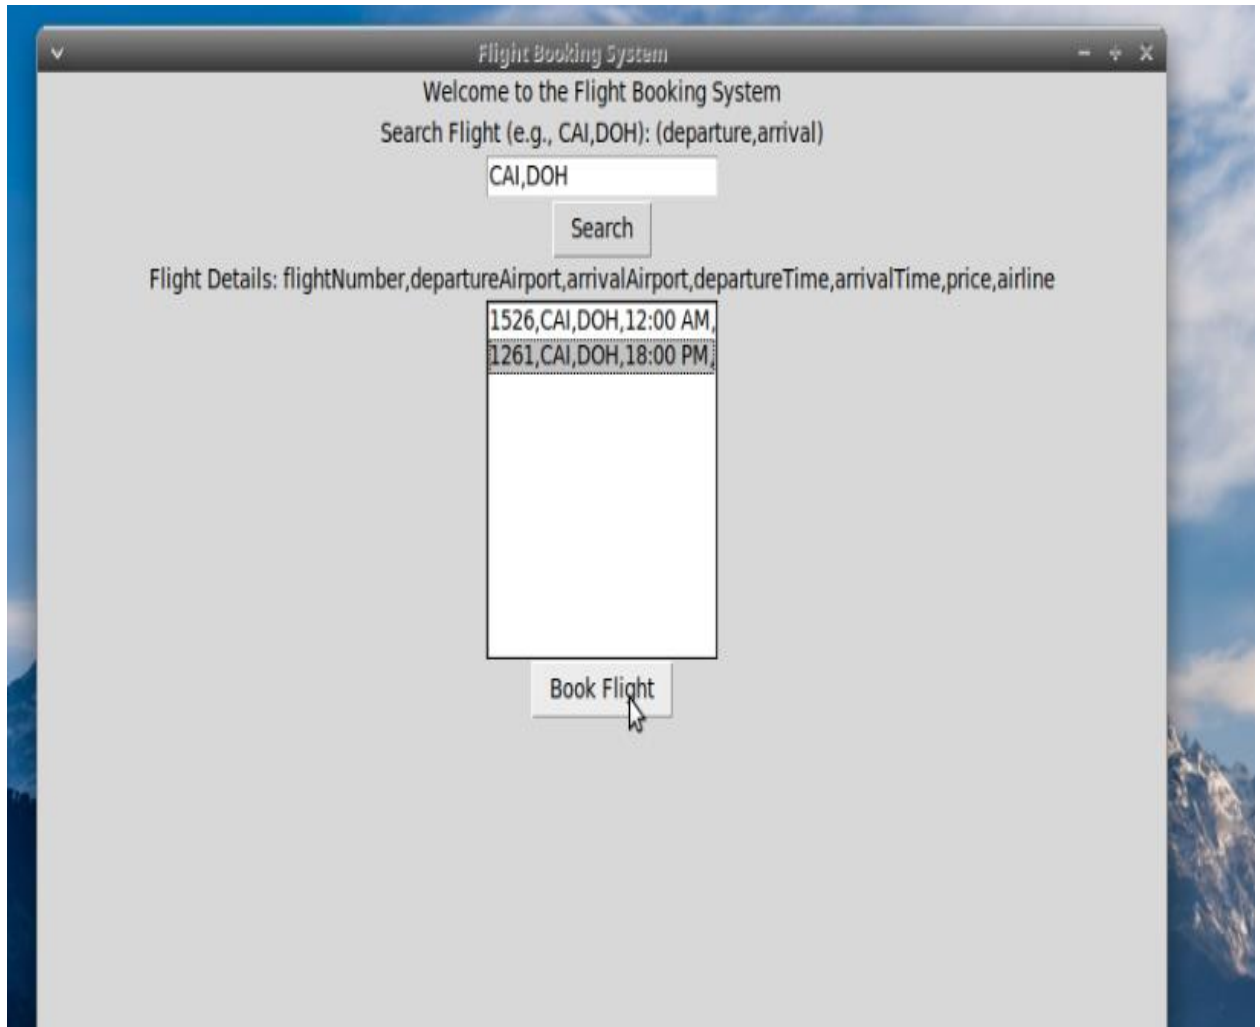 Flight Booking System
Welcome to the Flight Booking System
Search Flight (e.g., CAI,DOH): (departure,arrival)
CAI,DOH
Search
Flight Details: flightNumber,departureAirport,arrivalAirport,departureTime,arrivalTime,price,airline
1526,CAI,DOH,12:00 AM,
1261,CAI,DOH,18:00 PM,
Book Flight